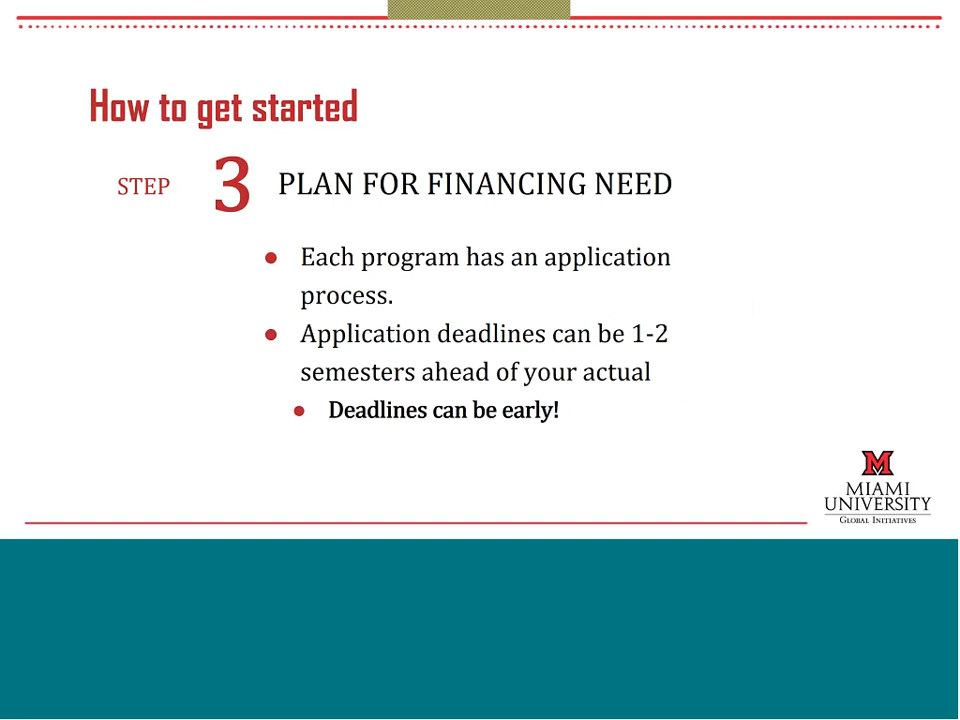 How to get started
STEP 3 PLAN FOR FINANCING NEED
● Each program has an application
process.
● Application deadlines can be 1-2
semesters ahead of your actual
● Deadlines can be early!
M
MIAMI
UNIVERSITY
GLOBAL INITIATIVES